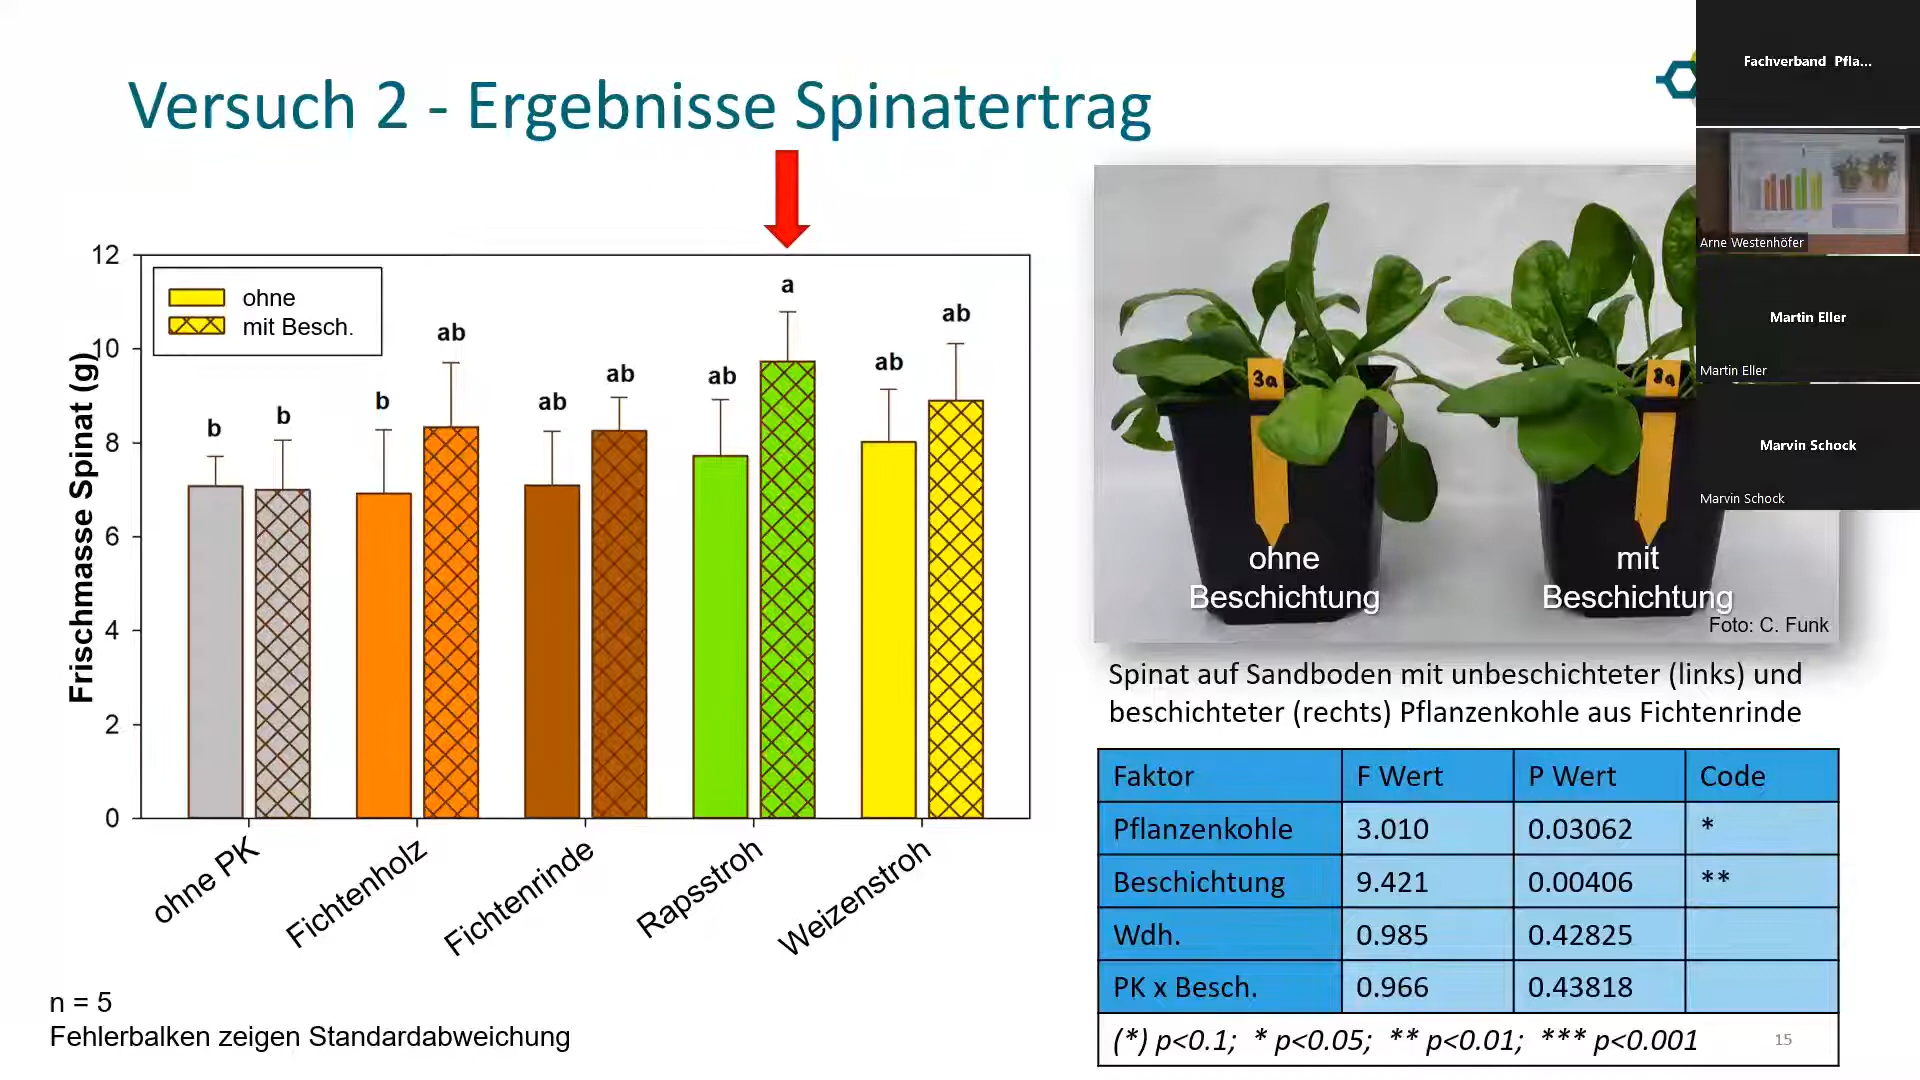 Versuch 2 - Ergebnisse Spinatertrag
Fachverband Pfla...
Arne Westenhöfer
Martin Eller
Martin Eller
Marvin Schock
Marvin Schock
Frischmasse Spinat (g)
12
10
8
6
4
2
0
ohne
mit Besch.
b
b
b
ab
ab
ab
ab
a
ab
ab
ohne PK
Fichtenholz
Fichtenrinde
Rapsstroh
Weizenstroh
n = 5
Fehlerbalken zeigen Standardabweichung
3a
3a
ohne
Beschichtung
mit
Beschichtung
Foto: C. Funk
Spinat auf Sandboden mit unbeschichteter (links) und
beschichteter (rechts) Pflanzenkohle aus Fichtenrinde
Faktor F Wert P Wert Code
Pflanzenkohle 3.010 0.03062 *
Beschichtung 9.421 0.00406 **
Wdh. 0.985 0.42825
PK x Besch. 0.966 0.43818
(*) p<0.1; * p<0.05; ** p<0.01; *** p<0.001
15